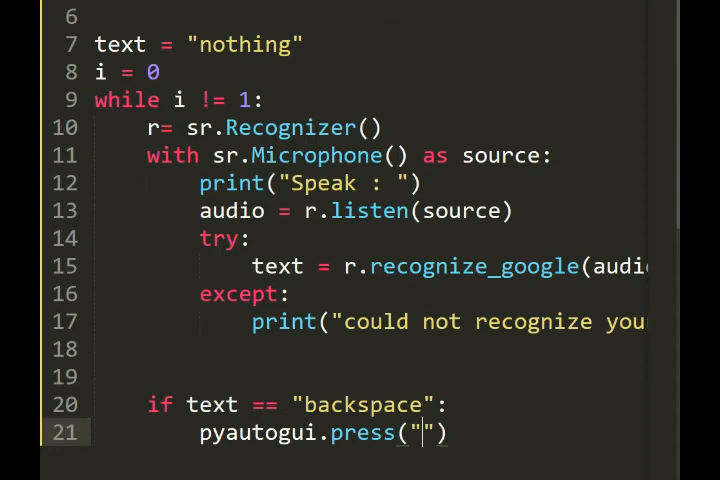 6
7 text = "nothing"
8 i = 0
9 while i != 1:
10 r= sr.Recognizer()
11 with sr.Microphone() as source:
12 print("Speak : ")
13 audio = r.listen(source)
14 try:
15 text = r.recognize_google(audio
16 except:
17 print("could not recognize your
18
19
20 if text == "backspace":
21 pyautogui.press("")